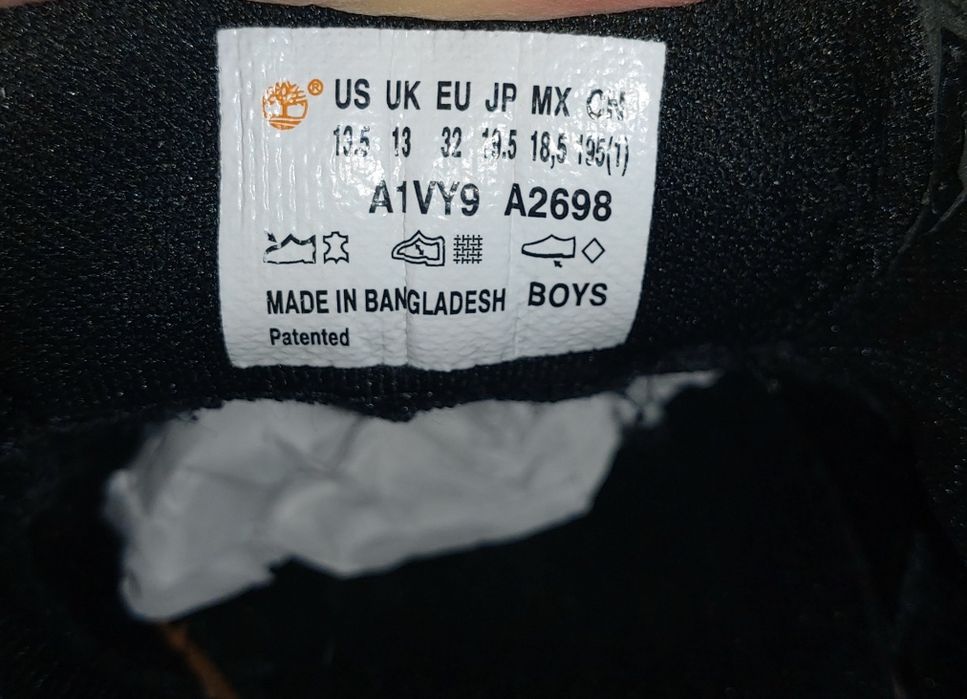 ® US UK EU JP MX CN
13.5 13 32 19.5 18,5 195(1)
A1VY9 A2698
MADE IN BANGLADESH BOYS
Patented